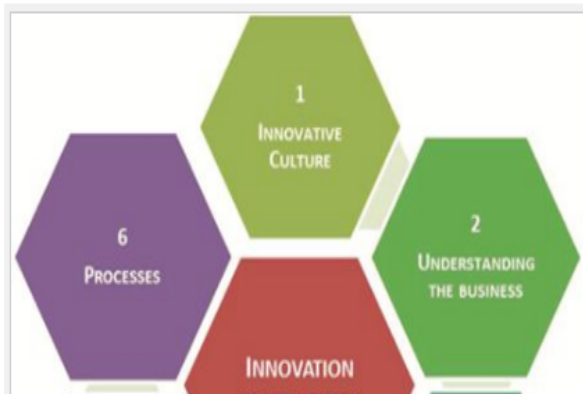 1
INNOVATIVE
CULTURE
2
UNDERSTANDING
THE BUSINESS
6
PROCESSES
INNOVATION